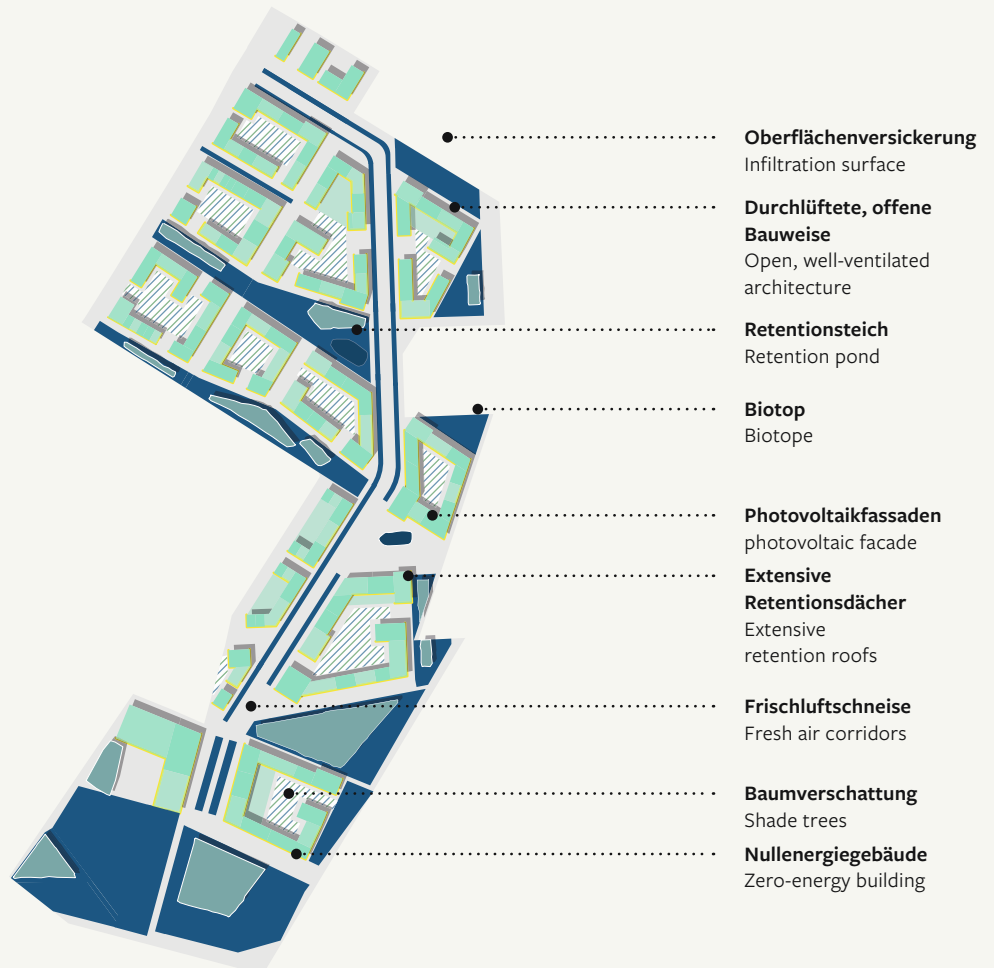 Oberflächenversickerung
Infiltration surface
Durchlüftete, offene
Bauweise
Open, well-ventilated
architecture
Retentionsteich
Retention pond
Biotop
Biotope
Photovoltaikfassaden
photovoltaic facade
Extensive
Retentionsdächer
Extensive
retention roofs
Frischluftschneise
Fresh air corridors
Baumverschattung
Shade trees
Nullenergiegebäude
Zero-energy building